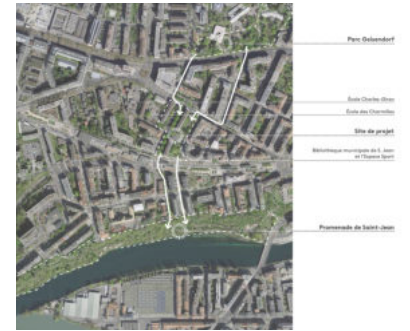 Parc Geisendorf
École Charles-Giron
École des Charmilles
Site de projet
Bibliothèque municipale de S. Jean
et l'Espace Sport
Promenade de Saint-Jean